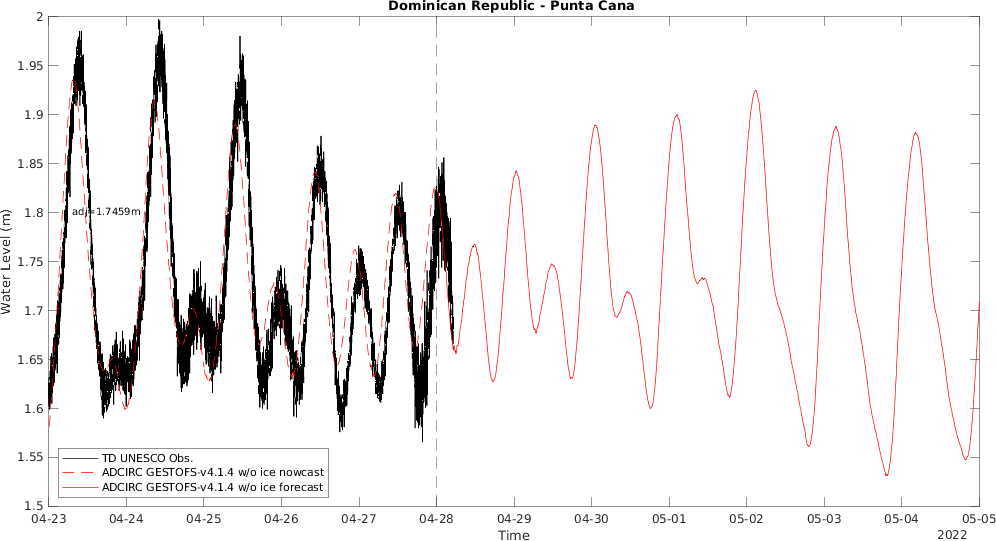 Dominican Republic - Punta Cana
2
1.95
1.9
1.85
1.8
1.75
1.7
1.65
1.6
1.55
1.5
Water Level (m)
adj=1.7459m
TD UNESCO Obs.
ADCIRC GESTOFS-v4.1.4 w/o ice nowcast
ADCIRC GESTOFS-v4.1.4 w/o ice forecast
04-23 04-24 04-25 04-26 04-27 04-28 04-29 04-30 05-01 05-02 05-03 05-04 05-05
Time
2022